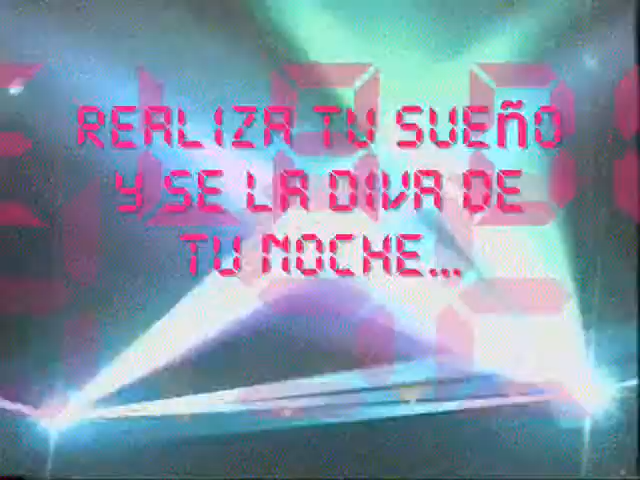 REALIZA TU SUEÑO
Y SE LA DIVA DE
TU NOCHE...